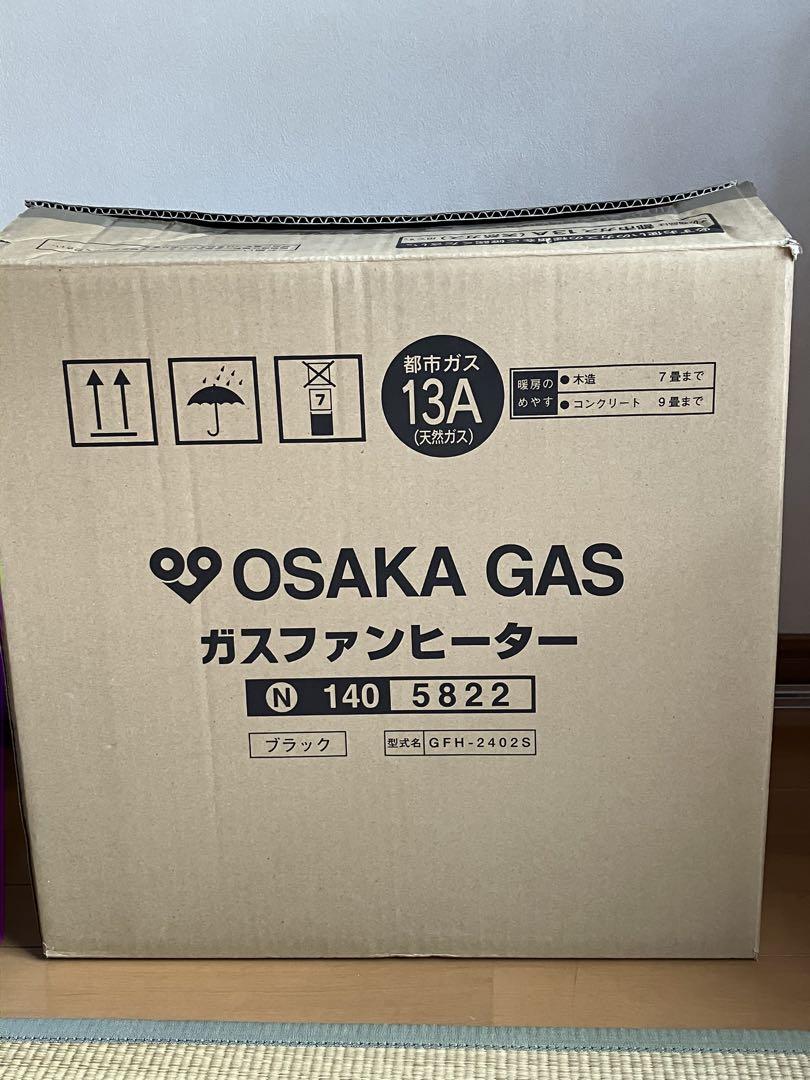 都市ガス
13A
(天然ガス)
暖房の
めやす
●木造 7畳まで
●コンクリート 9畳まで
7
OSAKA GAS
ガスファンヒーター
N 140 5822
ブラック
型式名 GFH-2402S